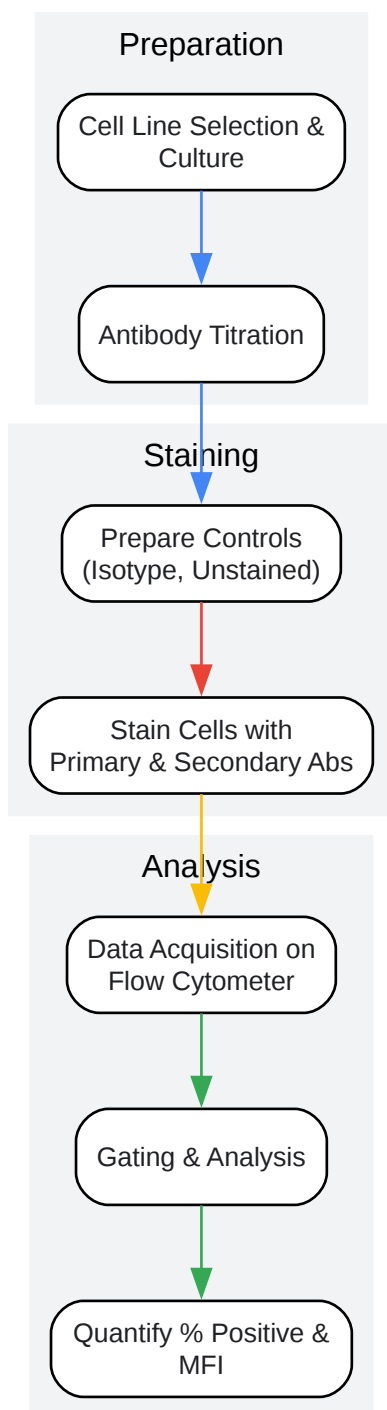 Preparation
Cell Line Selection &
Culture
Antibody Titration
Staining
Prepare Controls
(Isotype, Unstained)
Stain Cells with
Primary & Secondary Abs
Analysis
Data Acquisition on
Flow Cytometer
Gating & Analysis
Quantify % Positive &
MFI